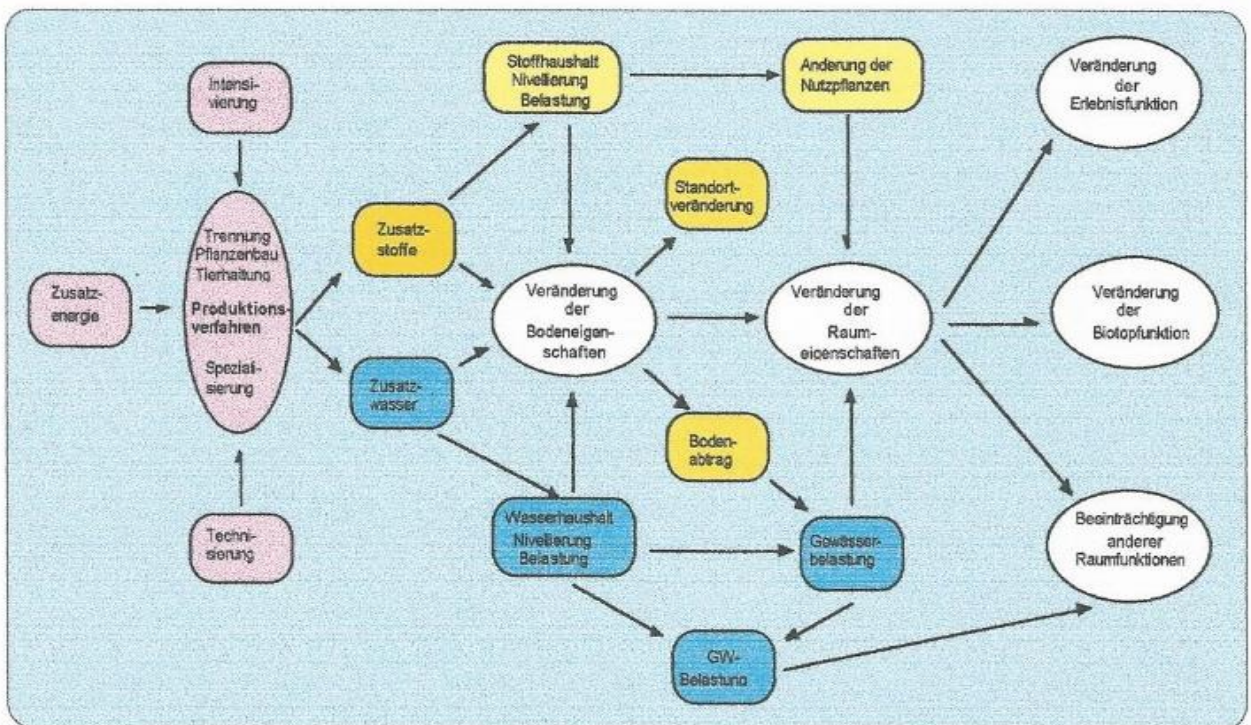 Intensi-
vierung
Zusatz-
energie
Trennung
Pflanzenbau
Tierhaltung
Produktions-
verfahren
Speziali-
sierung
Techni-
sierung
Zusatz-
stoffe
Zusatz-
wasser
Stoffhaushalt
Nivellierung
Belastung
Veränderung
der
Bodeneigen-
schaften
Wasserhaushalt
Nivellierung
Belastung
Standort-
veränderung
Boden-
abtrag
GW-
Belastung
Änderung der
Nutzpflanzen
Veränderung
der
Raum-
eigenschaften
Gewässer-
belastung
Veränderung
der
Erlebnisfunktion
Veränderung
der
Biotopfunktion
Beeinträchtigung
anderer
Raumfunktionen